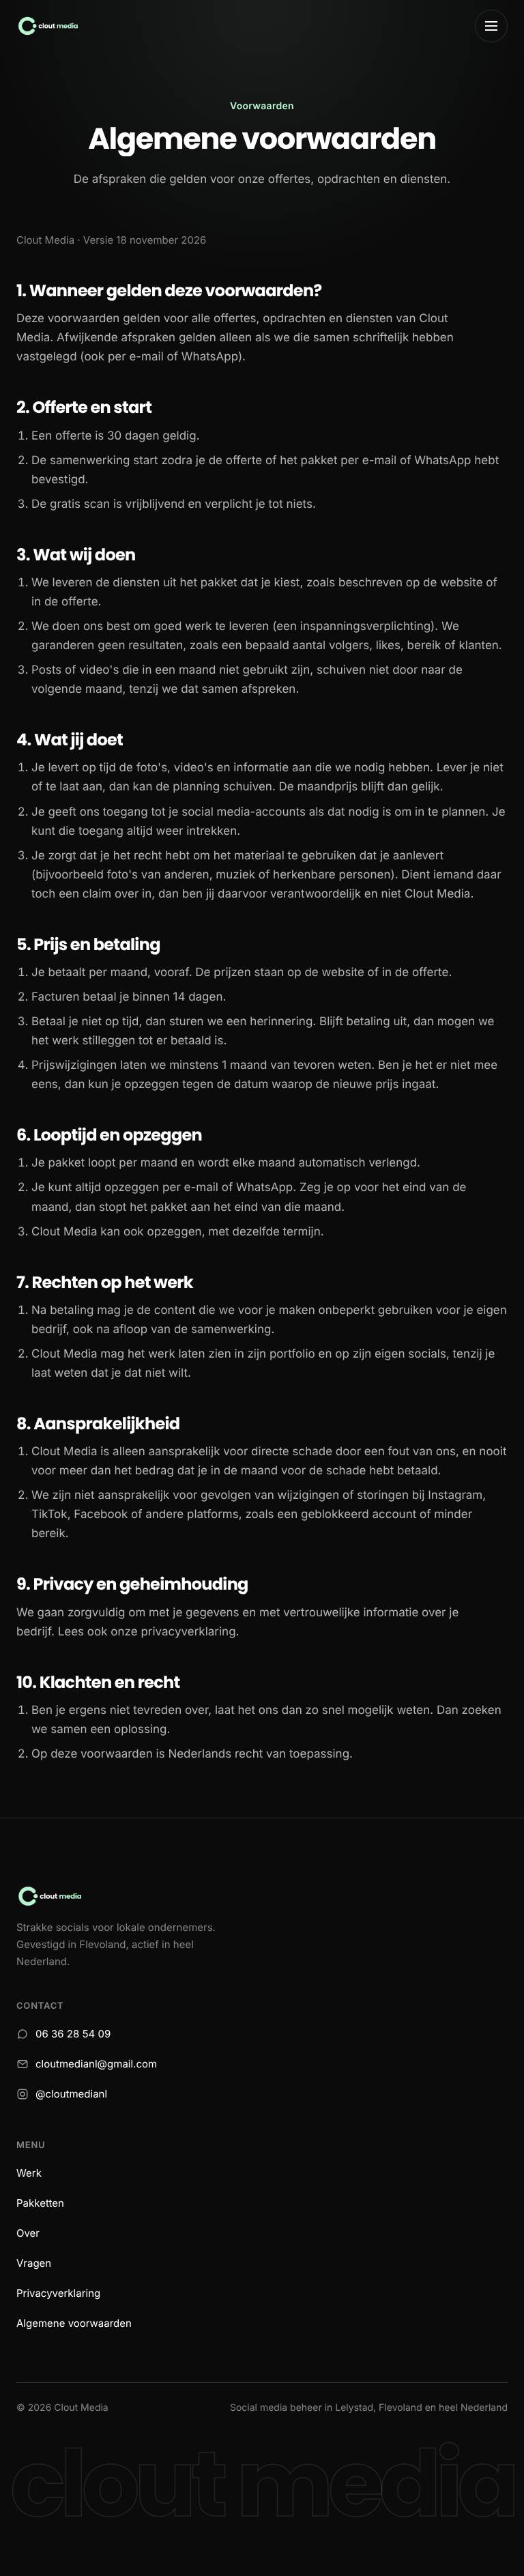 clout media
Voorwaarden
Algemene voorwaarden
De afspraken die gelden voor onze offertes, opdrachten en diensten.
Clout Media · Versie 18 november 2026
1. Wanneer gelden deze voorwaarden?
Deze voorwaarden gelden voor alle offertes, opdrachten en diensten van Clout
Media. Afwijkende afspraken gelden alleen als we die samen schriftelijk hebben
vastgelegd (ook per e-mail of WhatsApp).
2. Offerte en start
1. Een offerte is 30 dagen geldig.
2. De samenwerking start zodra je de offerte of het pakket per e-mail of WhatsApp hebt
bevestigd.
3. De gratis scan is vrijblijvend en verplicht je tot niets.
3. Wat wij doen
1. We leveren de diensten uit het pakket dat je kiest, zoals beschreven op de website of
in de offerte.
2. We doen ons best om goed werk te leveren (een inspanningsverplichting). We
garanderen geen resultaten, zoals een bepaald aantal volgers, likes, bereik of klanten.
3. Posts of video's die in een maand niet gebruikt zijn, schuiven niet door naar de
volgende maand, tenzij we dat samen afspreken.
4. Wat jij doet
1. Je levert op tijd de foto's, video's en informatie aan die we nodig hebben. Lever je niet
of te laat aan, dan kan de planning schuiven. De maandprijs blijft dan gelijk.
2. Je geeft ons toegang tot je social media-accounts als dat nodig is om in te plannen. Je
kunt die toegang altijd weer intrekken.
3. Je zorgt dat je het recht hebt om het materiaal te gebruiken dat je aanlevert
(bijvoorbeeld foto's van anderen, muziek of herkenbare personen). Dient iemand daar
toch een claim over in, dan ben jij daarvoor verantwoordelijk en niet Clout Media.
5. Prijs en betaling
1. Je betaalt per maand, vooraf. De prijzen staan op de website of in de offerte.
2. Facturen betaal je binnen 14 dagen.
3. Betaal je niet op tijd, dan sturen we een herinnering. Blijft betaling uit, dan mogen we
het werk stilleggen tot er betaald is.
4. Prijswijzigingen laten we minstens 1 maand van tevoren weten. Ben je het er niet mee
eens, dan kun je opzeggen tegen de datum waarop de nieuwe prijs ingaat.
6. Looptijd en opzeggen
1. Je pakket loopt per maand en wordt elke maand automatisch verlengd.
2. Je kunt altijd opzeggen per e-mail of WhatsApp. Zeg je op voor het eind van de
maand, dan stopt het pakket aan het eind van die maand.
3. Clout Media kan ook opzeggen, met dezelfde termijn.
7. Rechten op het werk
1. Na betaling mag je de content die we voor je maken onbeperkt gebruiken voor je eigen
bedrijf, ook na afloop van de samenwerking.
2. Clout Media mag het werk laten zien in zijn portfolio en op zijn eigen socials, tenzij je
laat weten dat je dat niet wilt.
8. Aansprakelijkheid
1. Clout Media is alleen aansprakelijk voor directe schade door een fout van ons, en nooit
voor meer dan het bedrag dat je in de maand voor de schade hebt betaald.
2. We zijn niet aansprakelijk voor gevolgen van wijzigingen of storingen bij Instagram,
TikTok, Facebook of andere platforms, zoals een geblokkeerd account of minder
bereik.
9. Privacy en geheimhouding
We gaan zorgvuldig om met je gegevens en met vertrouwelijke informatie over je
bedrijf. Lees ook onze privacyverklaring.
10. Klachten en recht
1. Ben je ergens niet tevreden over, laat het ons dan zo snel mogelijk weten. Dan zoeken
we samen een oplossing.
2. Op deze voorwaarden is Nederlands recht van toepassing.
clout media
Strakke socials voor lokale ondernemers.
Gevestigd in Flevoland, actief in heel
Nederland.
CONTACT
06 36 28 54 09
cloutmedianl@gmail.com
@cloutmedianl
MENU
Werk
Pakketten
Over
Vragen
Privacyverklaring
Algemene voorwaarden
© 2026 Clout Media
Social media beheer in Lelystad, Flevoland en heel Nederland
clout media